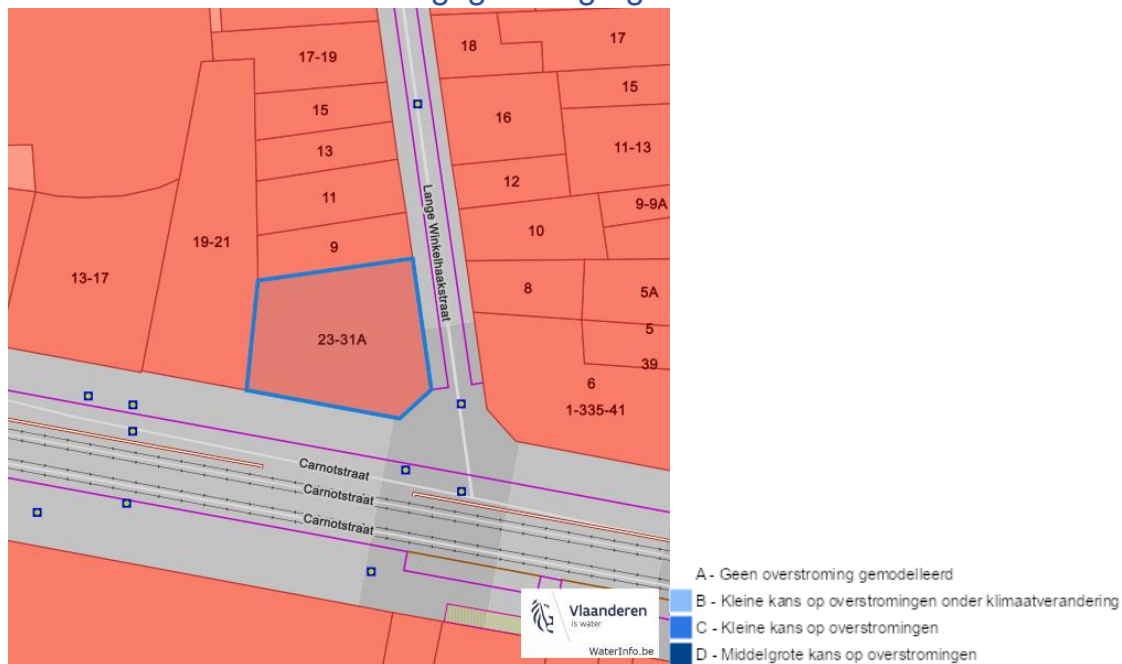 17-19
18
17
15
15
16
13
11-13
11
12
9-9A
Lange Winkelhaakstraat
10
19-21
9
13-17
8
5A
5
23-31A
39
6
1-335-41
Carnotstraat
Carnotstraat
Carnotstraat
Vlaanderen
is water
WaterInfo.be
A - Geen overstroming gemodelleerd
B - Kleine kans op overstromingen onder klimaatverandering
C - Kleine kans op overstromingen
D - Middelgrote kans op overstromingen